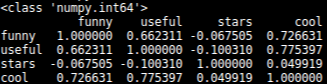 <class 'numpy.int64'>
funny useful stars cool
funny 1.000000 0.662311 -0.067505 0.726631
useful 0.662311 1.000000 -0.100310 0.775397
stars -0.067505 -0.100310 1.000000 0.049919
cool 0.726631 0.775397 0.049919 1.000000